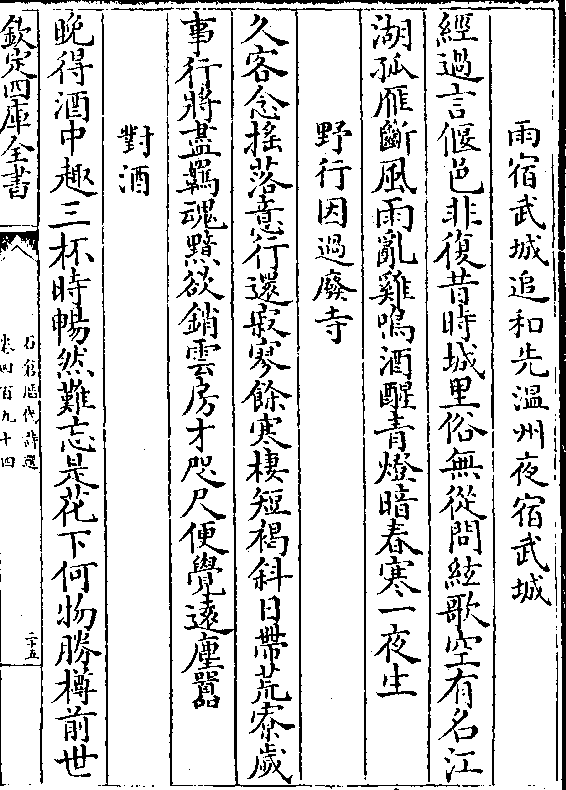 雨宿武城追和先溫州夜宿武城
經過言偃邑非復昔時城里俗無從問絃歌空有名江
湖孤雁斷風雨亂雞鳴酒醒青燈暗春寒一夜生
野行因過廢寺
久客念摇落意行還寂寥餘寒棲短褐斜日帶荒寮歲
事行將盡羈魂黯欲銷雲房才咫尺便覺遠塵囂
對酒
晚得酒中趣三杯時暢然難忘是花下何物勝樽前世
欽定四庫全書
石倉歴代詩選
卷四百九十四
二十五